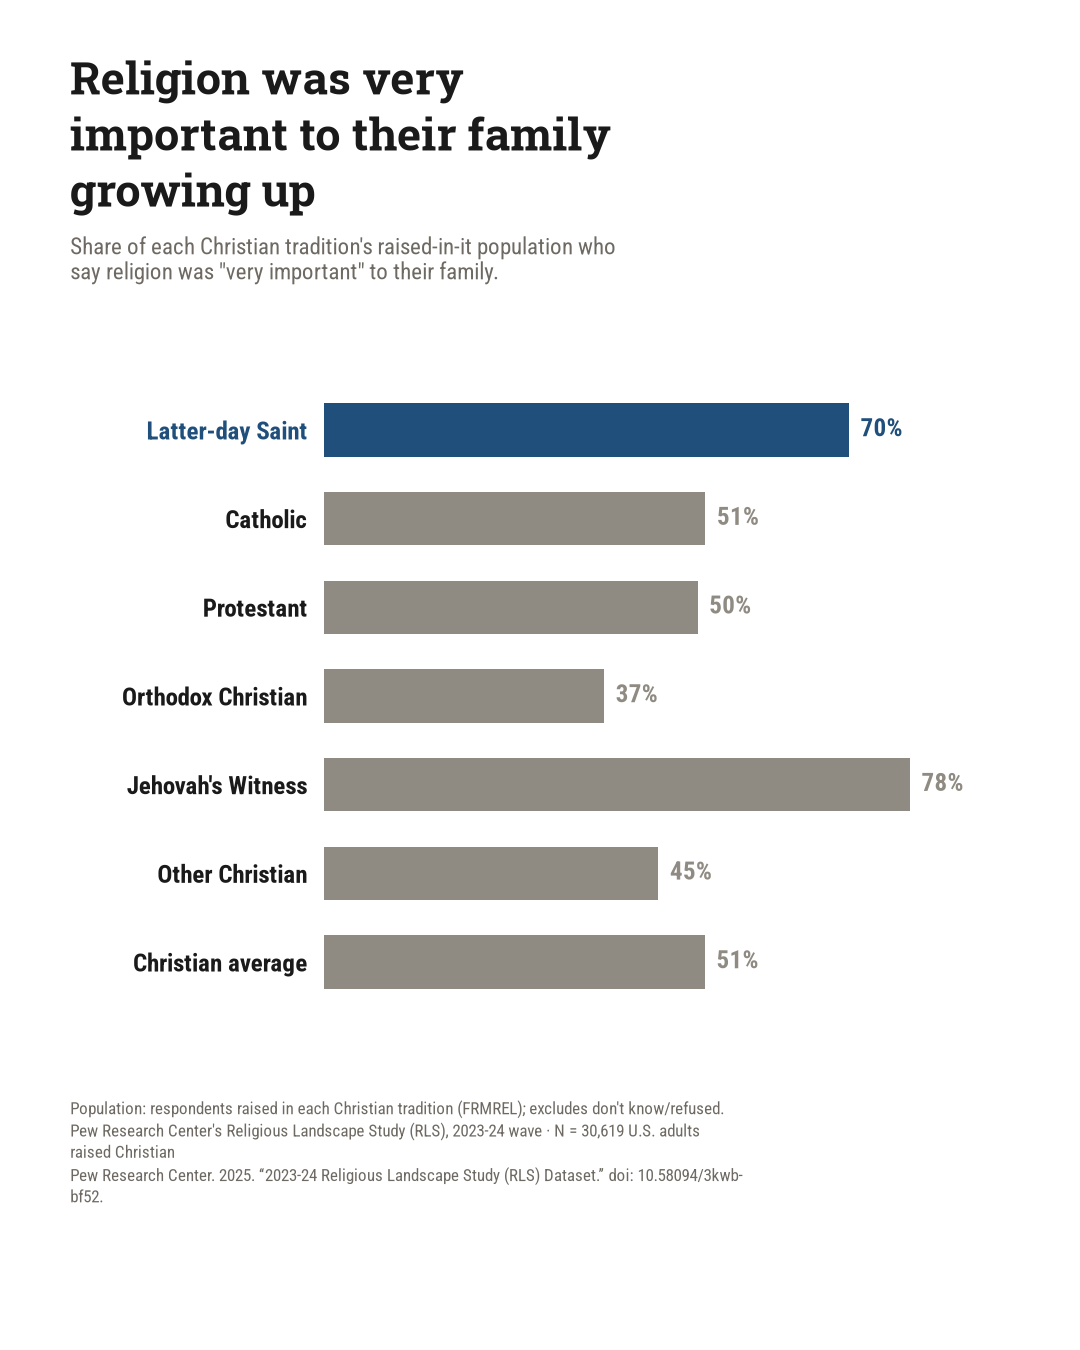 Religion was very
important to their family
growing up
Share of each Christian tradition's raised-in-it population who
say religion was "very important" to their family.
Latter-day Saint 70%
Catholic 51%
Protestant 50%
Orthodox Christian 37%
Jehovah's Witness 78%
Other Christian 45%
Christian average 51%
Population: respondents raised in each Christian tradition (FRMREL); excludes don't know/refused.
Pew Research Center's Religious Landscape Study (RLS), 2023-24 wave · N = 30,619 U.S. adults
raised Christian
Pew Research Center. 2025. “2023-24 Religious Landscape Study (RLS) Dataset.” doi: 10.58094/3kwb-
bf52.